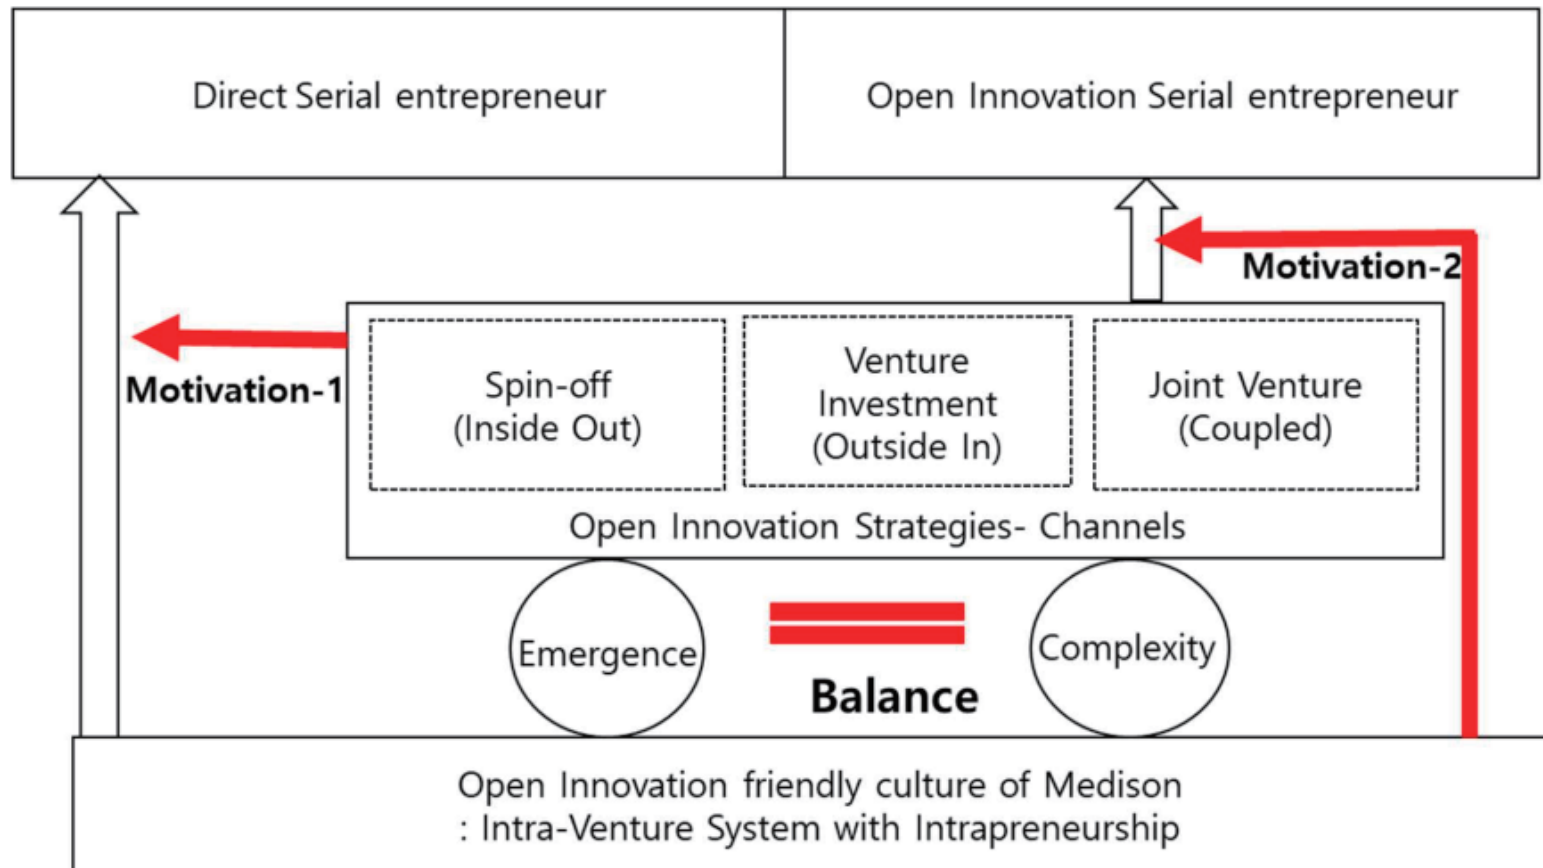 Direct Serial entrepreneur
Open Innovation Serial entrepreneur
Motivation-2
Motivation-1
Spin-off
(Inside Out)
Venture
Investment
(Outside In)
Joint Venture
(Coupled)
Open Innovation Strategies- Channels
Emergence
Balance
Complexity
Open Innovation friendly culture of Medison
: Intra-Venture System with Intrapreneurship